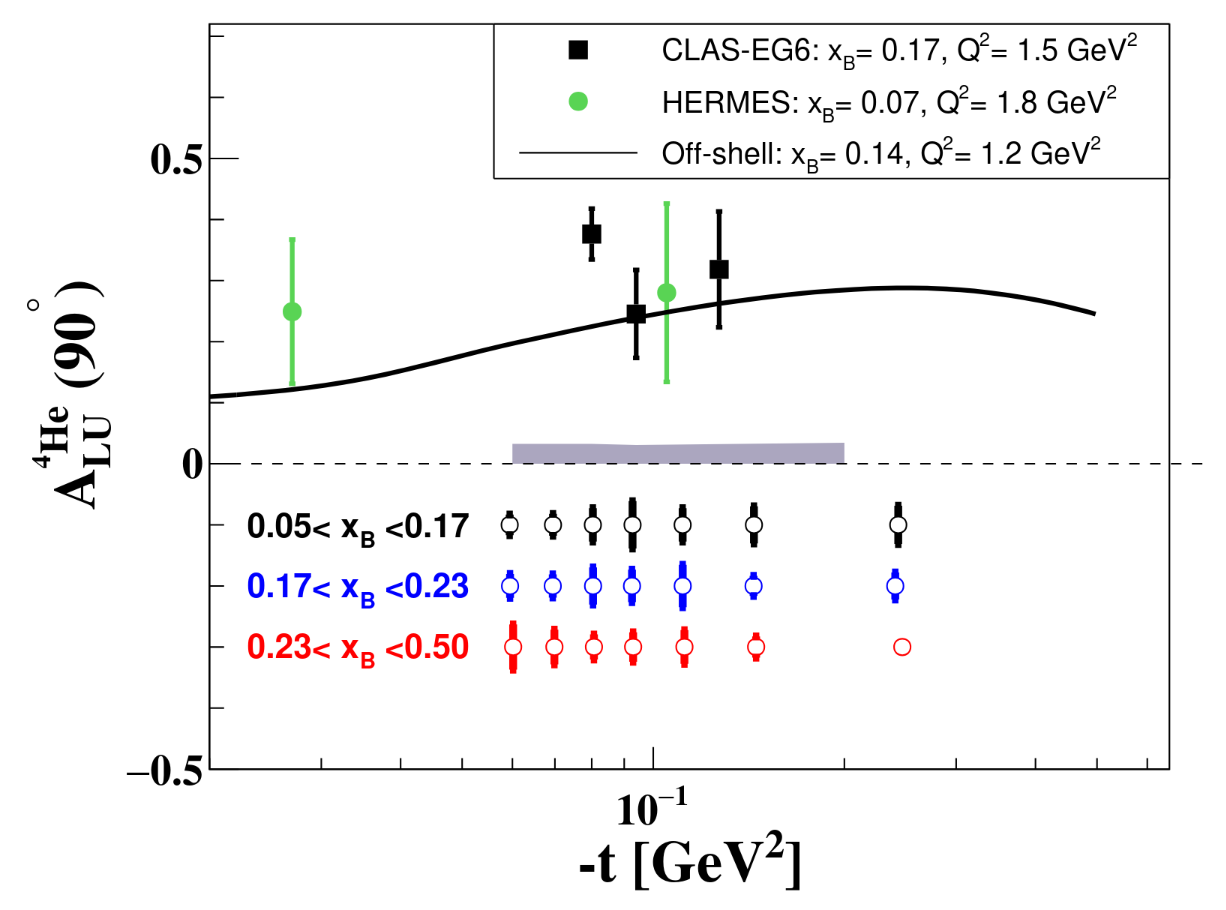 CLAS-EG6: x_B= 0.17, Q²= 1.5 GeV²
HERMES: x_B= 0.07, Q²= 1.8 GeV²
Off-shell: x_B= 0.14, Q²= 1.2 GeV²
0.5
0
−0.5
A_LU^⁴He (90°)
0.05< x_B <0.17
0.17< x_B <0.23
0.23< x_B <0.50
10⁻¹
-t [GeV²]